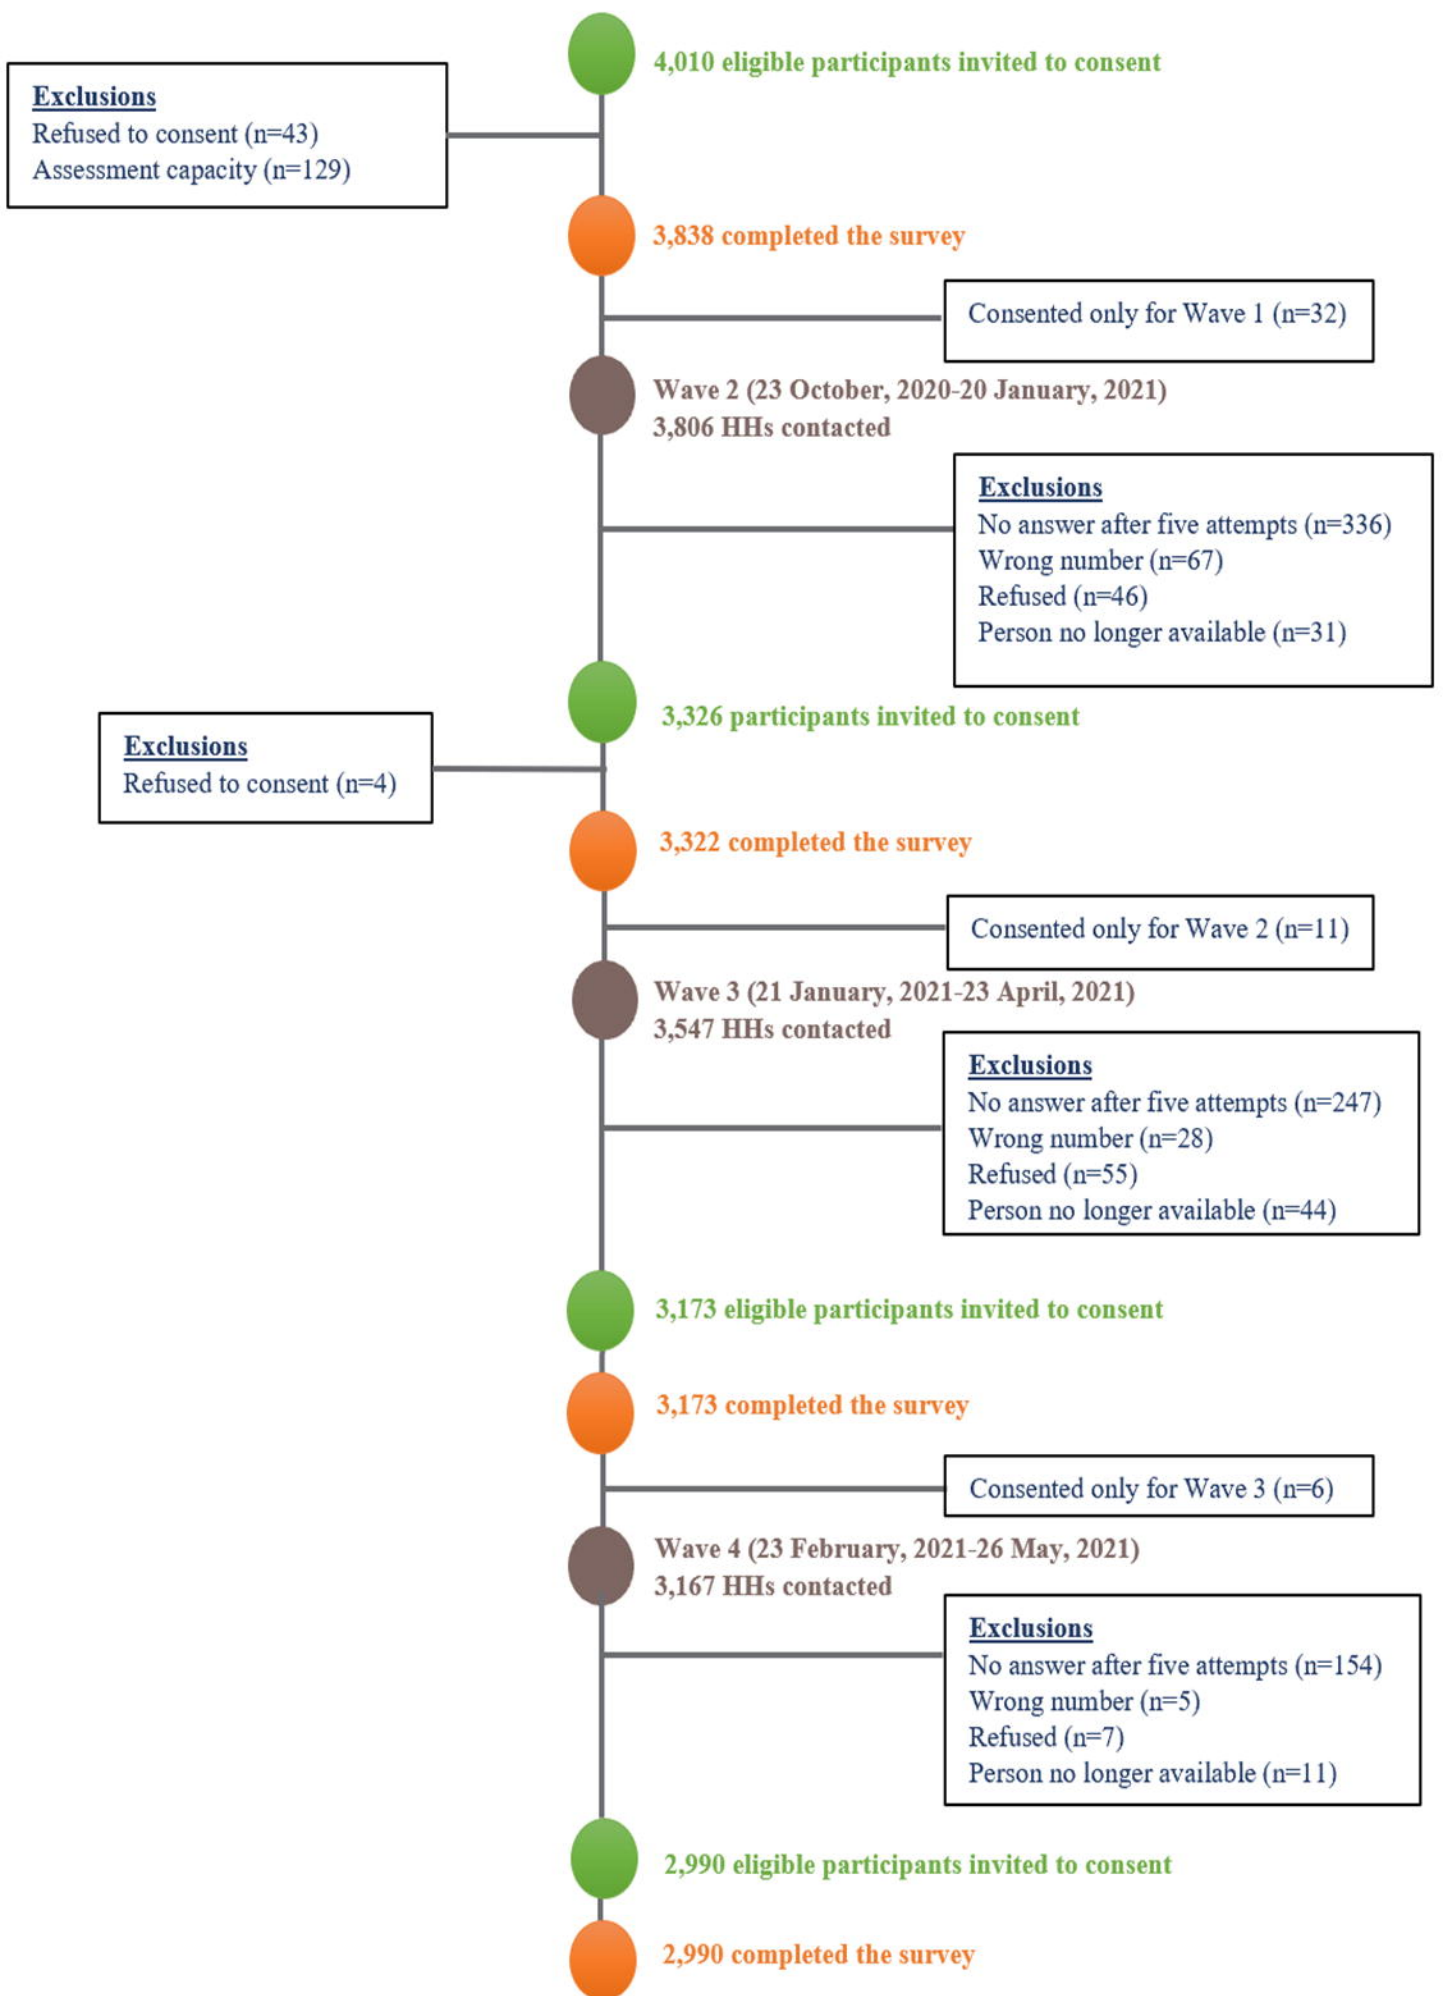 4,010 eligible participants invited to consent
Exclusions
Refused to consent (n=43)
Assessment capacity (n=129)
3,838 completed the survey
Consented only for Wave 1 (n=32)
Wave 2 (23 October, 2020-20 January, 2021)
3,806 HHs contacted
Exclusions
No answer after five attempts (n=336)
Wrong number (n=67)
Refused (n=46)
Person no longer available (n=31)
3,326 participants invited to consent
Exclusions
Refused to consent (n=4)
3,322 completed the survey
Consented only for Wave 2 (n=11)
Wave 3 (21 January, 2021-23 April, 2021)
3,547 HHs contacted
Exclusions
No answer after five attempts (n=247)
Wrong number (n=28)
Refused (n=55)
Person no longer available (n=44)
3,173 eligible participants invited to consent
3,173 completed the survey
Consented only for Wave 3 (n=6)
Wave 4 (23 February, 2021-26 May, 2021)
3,167 HHs contacted
Exclusions
No answer after five attempts (n=154)
Wrong number (n=5)
Refused (n=7)
Person no longer available (n=11)
2,990 eligible participants invited to consent
2,990 completed the survey